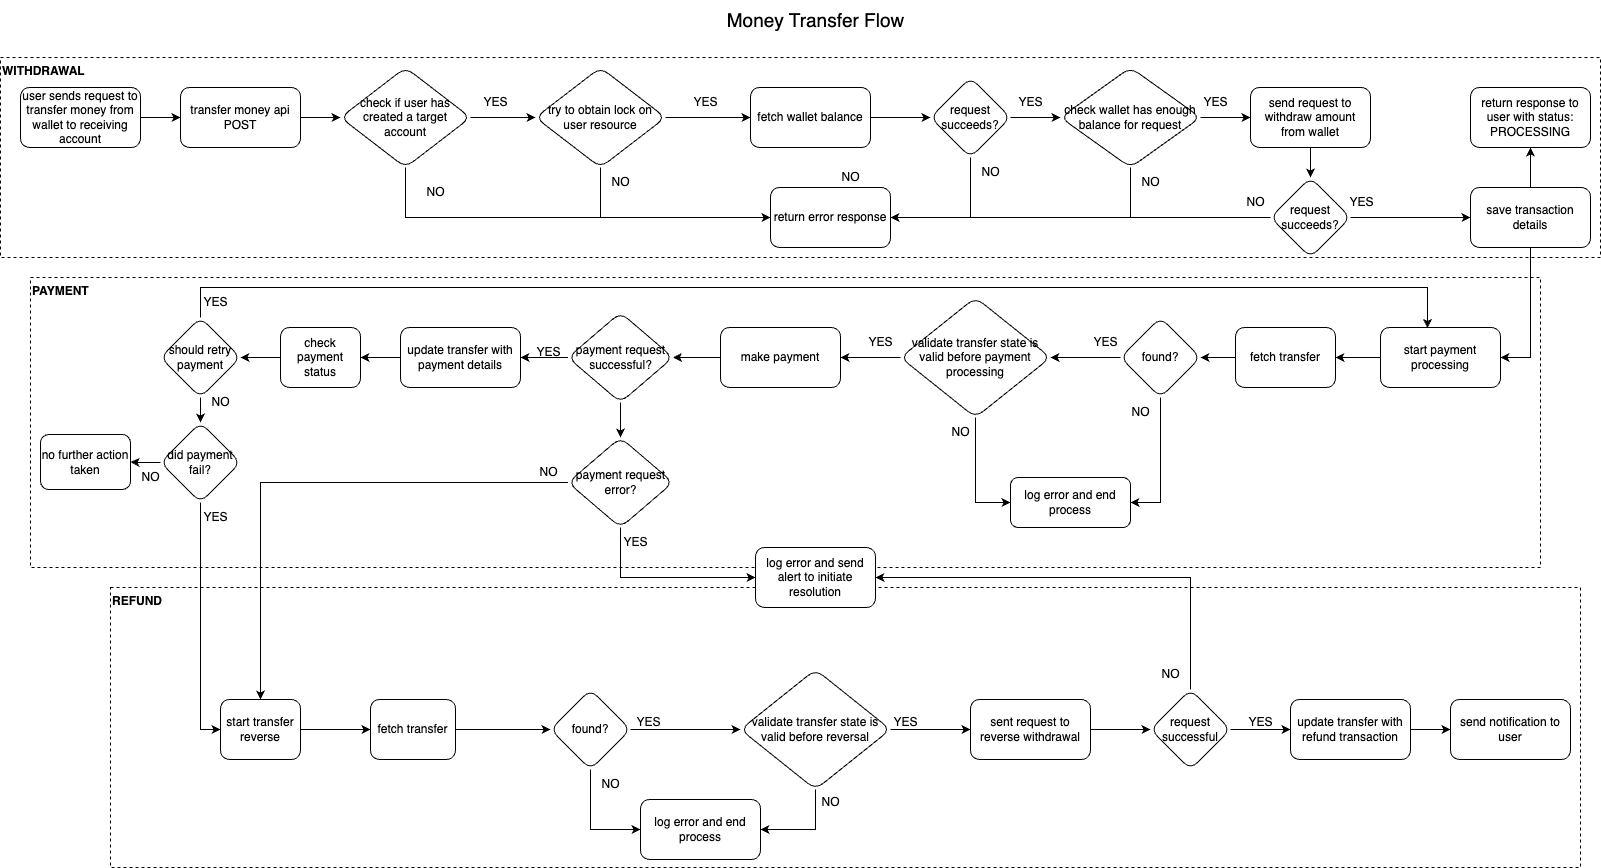 Money Transfer Flow
WITHDRAWAL
user sends request to
transfer money from
wallet to receiving
account
transfer money api
POST
check if user has
created a target
account
YES
NO
try to obtain lock on
user resource
YES
NO
fetch wallet balance
request
succeeds?
YES
NO
check wallet has enough
balance for request
YES
NO
send request to
withdraw amount
from wallet
return response to
user with status:
PROCESSING
NO
return error response
NO
request
succeeds?
YES
save transaction
details
PAYMENT
YES
should retry
payment
check
payment
status
update transfer with
payment details
YES
payment request
successful?
make payment
YES
validate transfer state is
valid before payment
processing
YES
found?
fetch transfer
start payment
processing
NO
NO
NO
no further action
taken
NO
did payment
fail?
NO
payment request
error?
log error and end
process
YES
YES
log error and send
alert to initiate
resolution
REFUND
NO
start transfer
reverse
fetch transfer
found?
YES
validate transfer state is
valid before reversal
YES
sent request to
reverse withdrawal
request
successful
YES
update transfer with
refund transaction
send notification to
user
NO
NO
log error and end
process